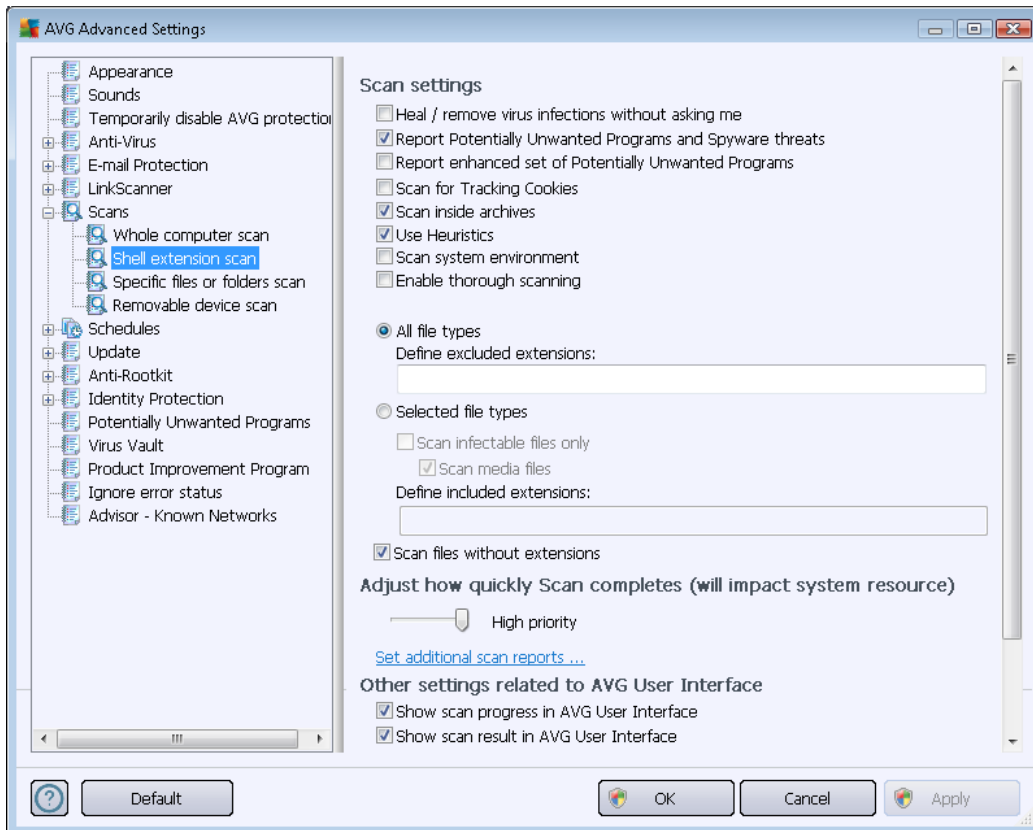 AVG Advanced Settings
Appearance
Sounds
Temporarily disable AVG protection
Anti-Virus
E-mail Protection
LinkScanner
Scans
Whole computer scan
Shell extension scan
Specific files or folders scan
Removable device scan
Schedules
Update
Anti-Rootkit
Identity Protection
Potentially Unwanted Programs
Virus Vault
Product Improvement Program
Ignore error status
Advisor - Known Networks
Scan settings
Heal / remove virus infections without asking me
Report Potentially Unwanted Programs and Spyware threats
Report enhanced set of Potentially Unwanted Programs
Scan for Tracking Cookies
Scan inside archives
Use Heuristics
Scan system environment
Enable thorough scanning
All file types
Define excluded extensions:
Selected file types
Scan infectable files only
Scan media files
Define included extensions:
Scan files without extensions
Adjust how quickly Scan completes (will impact system resource)
High priority
Set additional scan reports ...
Other settings related to AVG User Interface
Show scan progress in AVG User Interface
Show scan result in AVG User Interface
Default
OK
Cancel
Apply